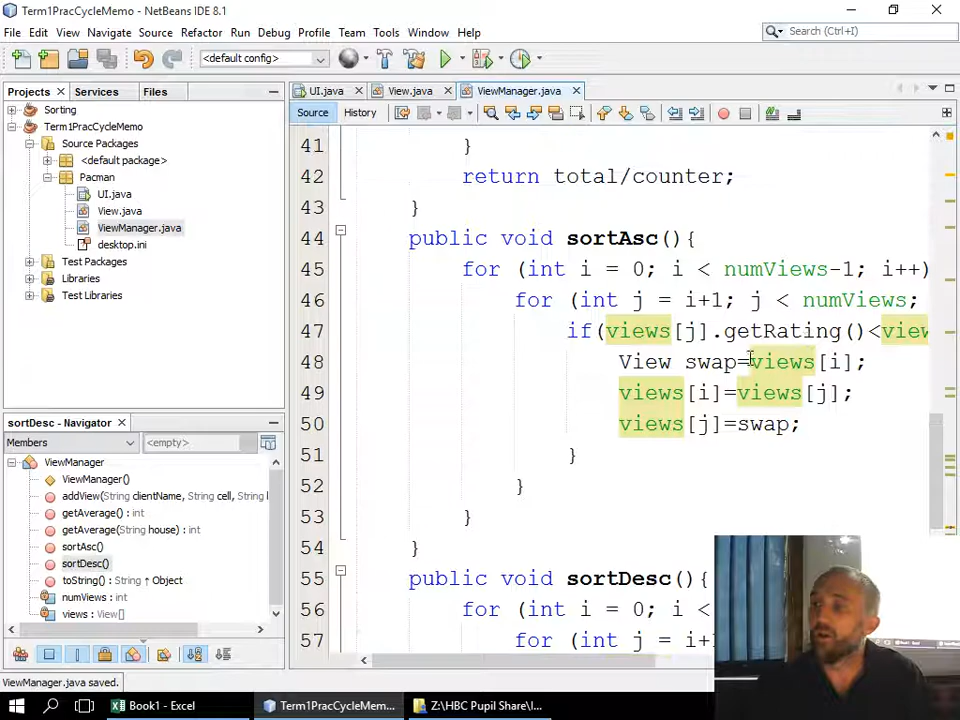 Term1PracCycleMemo - NetBeans IDE 8.1
File Edit View Navigate Source Refactor Run Debug Profile Team Tools Window Help
Search (Ctrl+I)
<default config>
Projects Services Files
UI.java View.java ViewManager.java
Source History
Sorting
Term1PracCycleMemo
Source Packages
<default package>
Pacman
UI.java
View.java
ViewManager.java
desktop.ini
Test Packages
Libraries
Test Libraries
41 }
42 return total/counter;
43 }
44 public void sortAsc(){
45 for (int i = 0; i < numViews-1; i++)
46 for (int j = i+1; j < numViews;
47 if(views[j].getRating()<view
48 View swap=views[i];
49 views[i]=views[j];
50 views[j]=swap;
51 }
52 }
53 }
54 }
55 public void sortDesc(){
56 for (int i = 0; i <
57 for (int j = i+
sortDesc - Navigator
Members <empty>
ViewManager
ViewManager()
addView(String clientName, String cell,
getAverage() : int
getAverage(String house) : int
sortAsc()
sortDesc()
toString() : String ↑ Object
numViews : int
views : View[]
ViewManager.java saved.
Book1 - Excel
Term1PracCycleMem...
Z:\HBC Pupil Share\I...